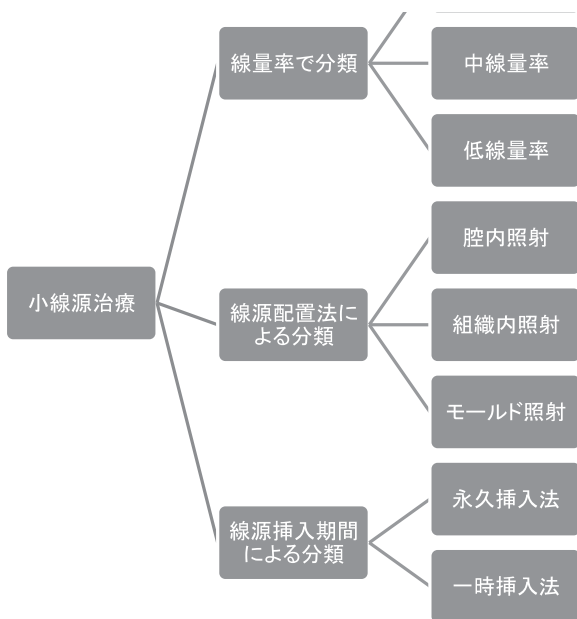 線量率で分類
中線量率
低線量率
小線源治療
線源配置法に
よる分類
腔内照射
組織内照射
モールド照射
線源挿入期間
による分類
永久挿入法
一時挿入法